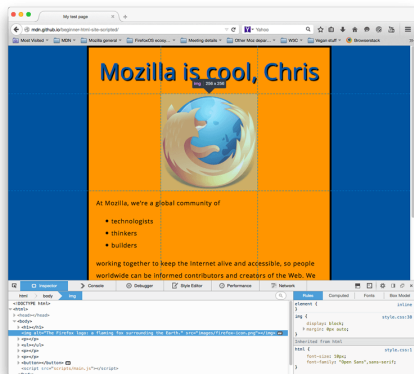 My test page
mdn.github.io/beginner-html-site-scripted/
Yahoo
Most Visited
MDN
Mozilla general
FirefoxOS ecosy...
Meeting details
Other Moz depar...
W3C
Vegan stuff
Browserstack
Mozilla is cool, Chris
img 256 x 256
At Mozilla, we're a global community of
technologists
thinkers
builders
working together to keep the Internet alive and accessible, so people
worldwide can be informed contributors and creators of the Web. We
Inspector
Console
Debugger
Style Editor
Performance
Network
html
body
img
Rules
Computed
Fonts
Box Model
<!DOCTYPE html>
<html>
<head></head>
<body>
<h1></h1>
<img alt="The Firefox logo: a flaming fox surrounding the Earth." src="images/firefox-icon.png"></img>
<p></p>
<ul></ul>
<p></p>
<p></p>
<button></button>
<script src="scripts/main.js"></script>
element {
inline
}
img {
style.css:30
display: block;
margin: 0px auto;
}
Inherited from html
html {
style.css:1
font-size: 10px;
font-family: "Open Sans",sans-serif;
}